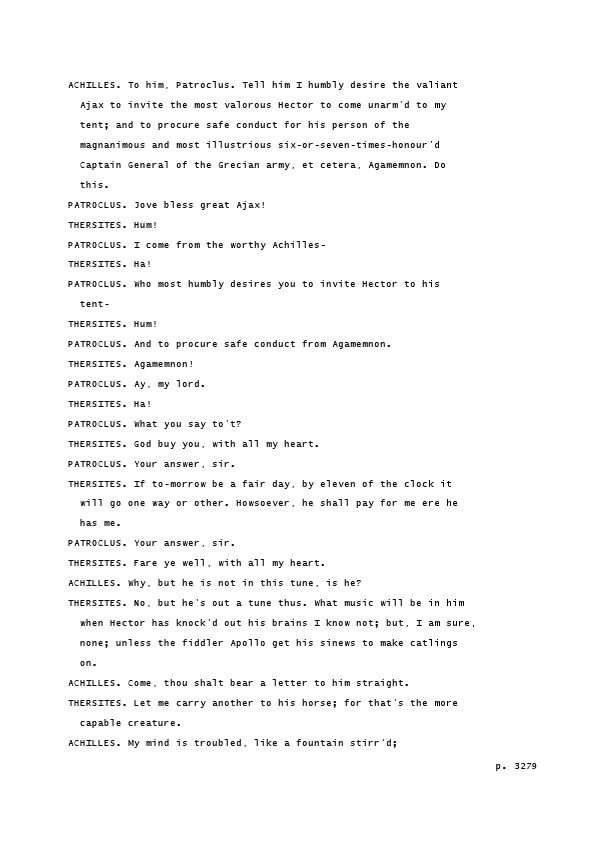 ACHILLES. To him, Patroclus. Tell him I humbly desire the valiant
Ajax to invite the most valorous Hector to come unarm'd to my
tent; and to procure safe conduct for his person of the
magnanimous and most illustrious six-or-seven-times-honour'd
Captain General of the Grecian army, et cetera, Agamemnon. Do
this.
PATROCLUS. Jove bless great Ajax!
THERSITES. Hum!
PATROCLUS. I come from the worthy Achilles-
THERSITES. Ha!
PATROCLUS. Who most humbly desires you to invite Hector to his
tent-
THERSITES. Hum!
PATROCLUS. And to procure safe conduct from Agamemnon.
THERSITES. Agamemnon!
PATROCLUS. Ay, my lord.
THERSITES. Ha!
PATROCLUS. What you say to't?
THERSITES. God buy you, with all my heart.
PATROCLUS. Your answer, sir.
THERSITES. If to-morrow be a fair day, by eleven of the clock it
will go one way or other. Howsoever, he shall pay for me ere he
has me.
PATROCLUS. Your answer, sir.
THERSITES. Fare ye well, with all my heart.
ACHILLES. Why, but he is not in this tune, is he?
THERSITES. No, but he's out a tune thus. What music will be in him
when Hector has knock'd out his brains I know not; but, I am sure,
none; unless the fiddler Apollo get his sinews to make catlings
on.
ACHILLES. Come, thou shalt bear a letter to him straight.
THERSITES. Let me carry another to his horse; for that's the more
capable creature.
ACHILLES. My mind is troubled, like a fountain stirr'd;
p. 3279